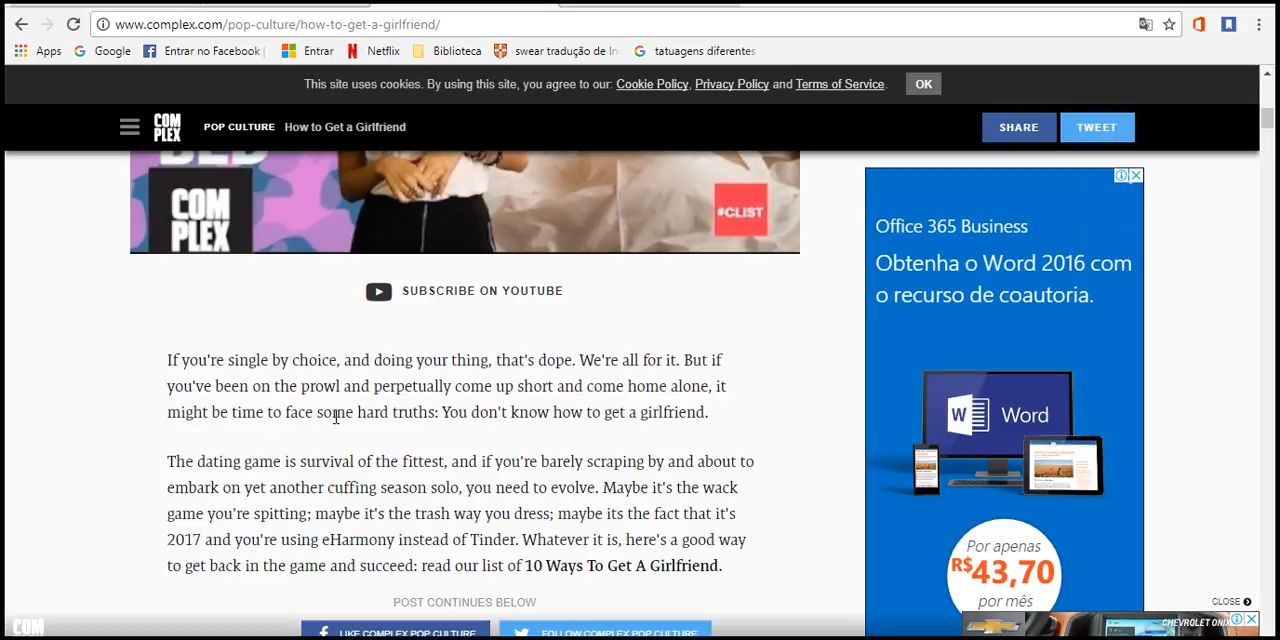 www.complex.com/pop-culture/how-to-get-a-girlfriend/
Apps Google Entrar no Facebook Entrar Netflix Biblioteca swear tradução de In tatuagens diferentes
This site uses cookies. By using this site, you agree to our: Cookie Policy, Privacy Policy and Terms of Service. OK
COM
PLEX
POP CULTURE How to Get a Girlfriend SHARE TWEET
BED
COM
PLEX
#CLIST
SUBSCRIBE ON YOUTUBE
If you're single by choice, and doing your thing, that's dope. We're all for it. But if
you've been on the prowl and perpetually come up short and come home alone, it
might be time to face some hard truths: You don't know how to get a girlfriend.
The dating game is survival of the fittest, and if you're barely scraping by and about to
embark on yet another cuffing season solo, you need to evolve. Maybe it's the wack
game you're spitting; maybe it's the trash way you dress; maybe its the fact that it's
2017 and you're using eHarmony instead of Tinder. Whatever it is, here's a good way
to get back in the game and succeed: read our list of 10 Ways To Get A Girlfriend.
POST CONTINUES BELOW
LIKE COMPLEX POP CULTURE FOLLOW COMPLEX POP CULTURE
Office 365 Business
Obtenha o Word 2016 com
o recurso de coautoria.
W Word
Por apenas
R$43,70
por mês
CLOSE
CHEVROLET ONIX
COM